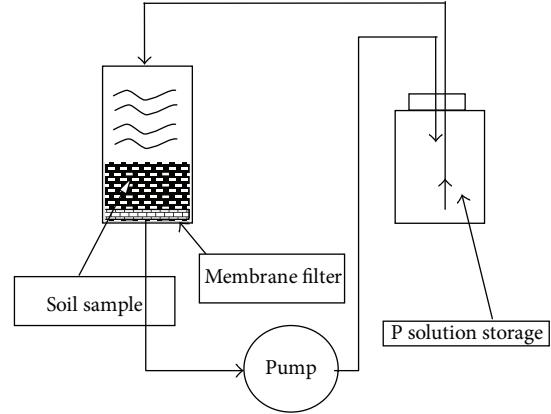 Membrane filter
Soil sample
P solution storage
Pump